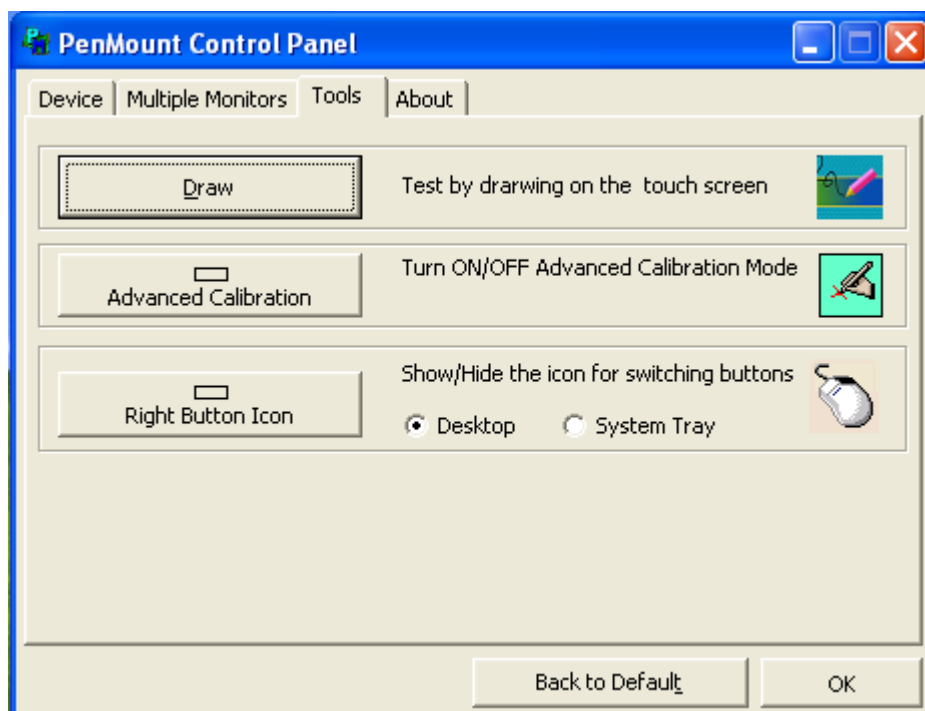 PenMount Control Panel
Device Multiple Monitors Tools About
Draw Test by drarwing on the touch screen
Advanced Calibration Turn ON/OFF Advanced Calibration Mode
Right Button Icon Show/Hide the icon for switching buttons
Desktop System Tray
Back to Default OK